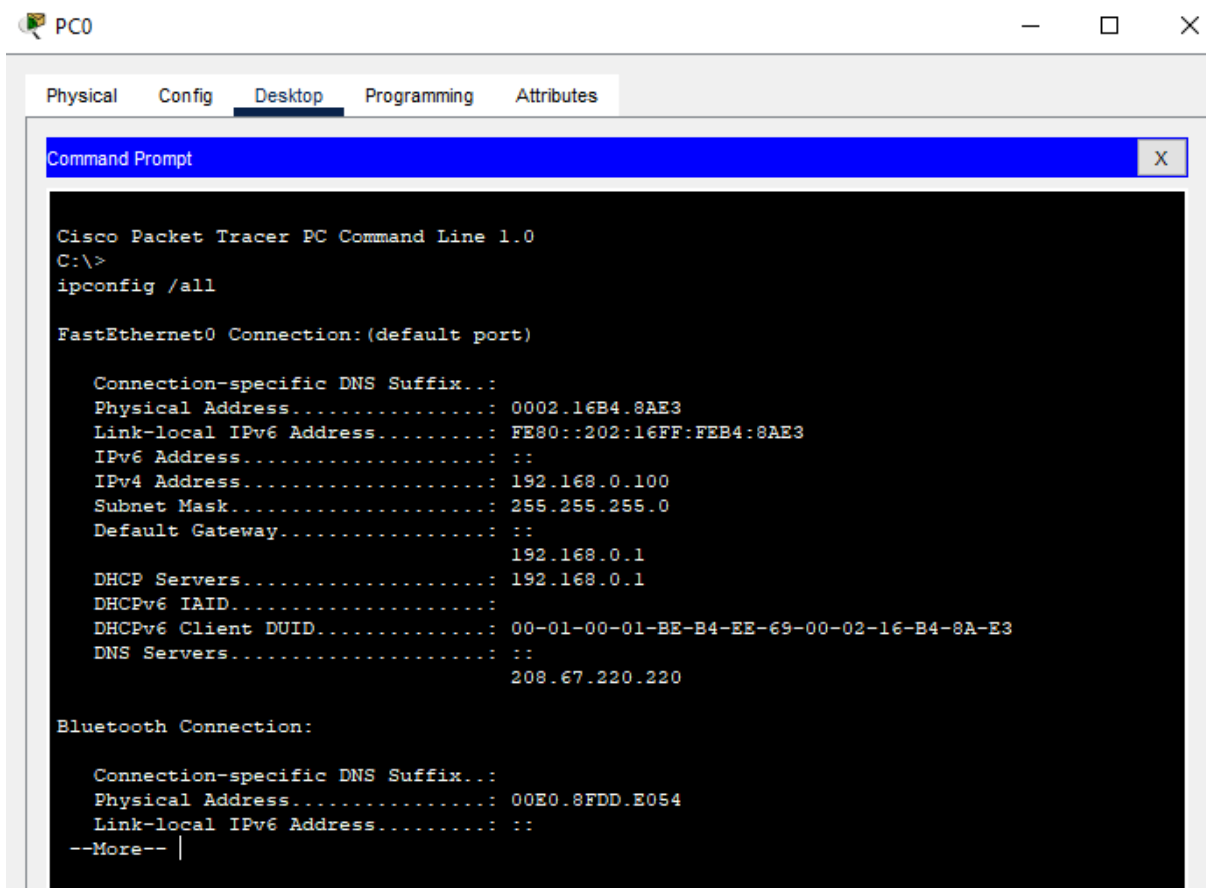 PC0
Physical Config Desktop Programming Attributes
Command Prompt X
Cisco Packet Tracer PC Command Line 1.0
C:\>
ipconfig /all
FastEthernet0 Connection:(default port)
Connection-specific DNS Suffix..:
Physical Address................: 0002.16B4.8AE3
Link-local IPv6 Address.........: FE80::202:16FF:FEB4:8AE3
IPv6 Address....................: ::
IPv4 Address....................: 192.168.0.100
Subnet Mask.....................: 255.255.255.0
Default Gateway.................: ::
192.168.0.1
DHCP Servers....................: 192.168.0.1
DHCPv6 IAID.....................:
DHCPv6 Client DUID..............: 00-01-00-01-BE-B4-EE-69-00-02-16-B4-8A-E3
DNS Servers.....................: ::
208.67.220.220
Bluetooth Connection:
Connection-specific DNS Suffix..:
Physical Address................: 00E0.8FDD.E054
Link-local IPv6 Address.........: ::
--More--